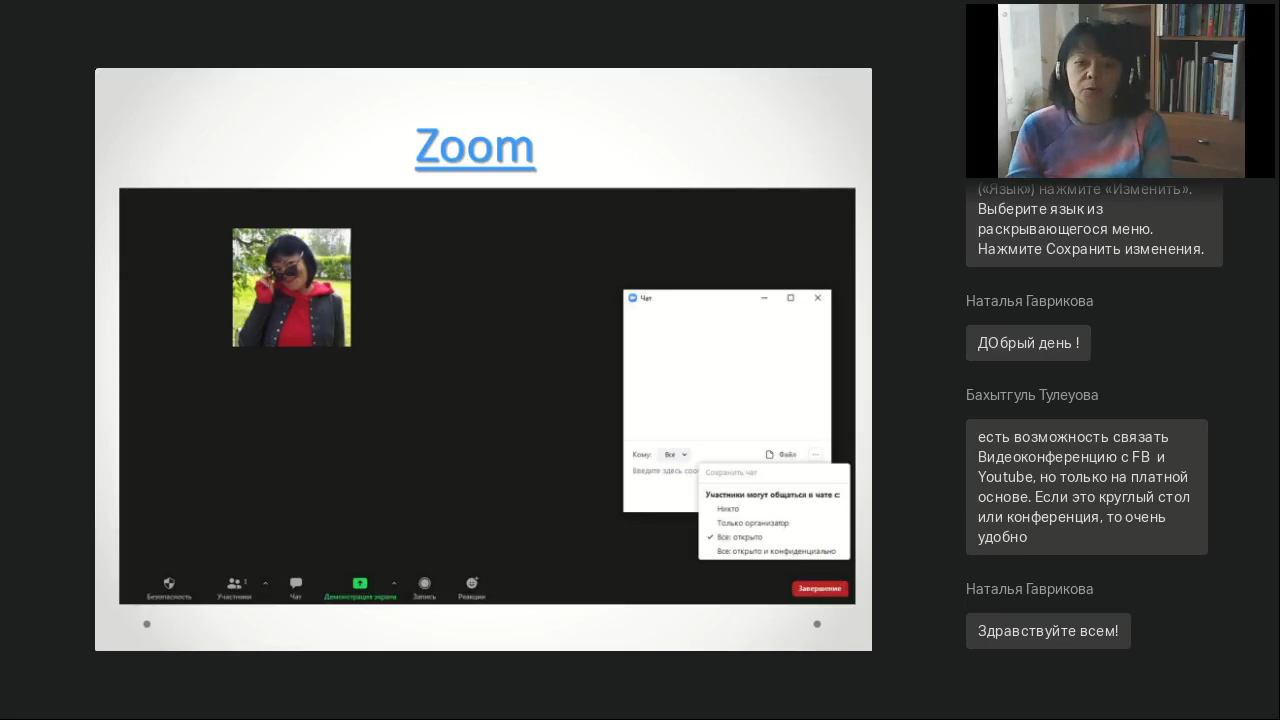 Zoom
Чат
Кому: Все
Файл
Введите здесь
Сохранить чат
Участники могут общаться в чате с:
Никто
Только организатор
Все: открыто
Все: открыто и конфиденциально
Безопасность
Участники
1
Чат
Демонстрация экрана
Запись
Реакции
Завершение
(«Язык») нажмите «Изменить».
Выберите язык из
раскрывающегося меню.
Нажмите Сохранить изменения.
Наталья Гаврикова
ДОбрый день !
Бахытгуль Тулеуова
есть возможность связать
Видеоконференцию с FB и
Youtube, но только на платной
основе. Если это круглый стол
или конференция, то очень
удобно
Наталья Гаврикова
Здравствуйте всем!